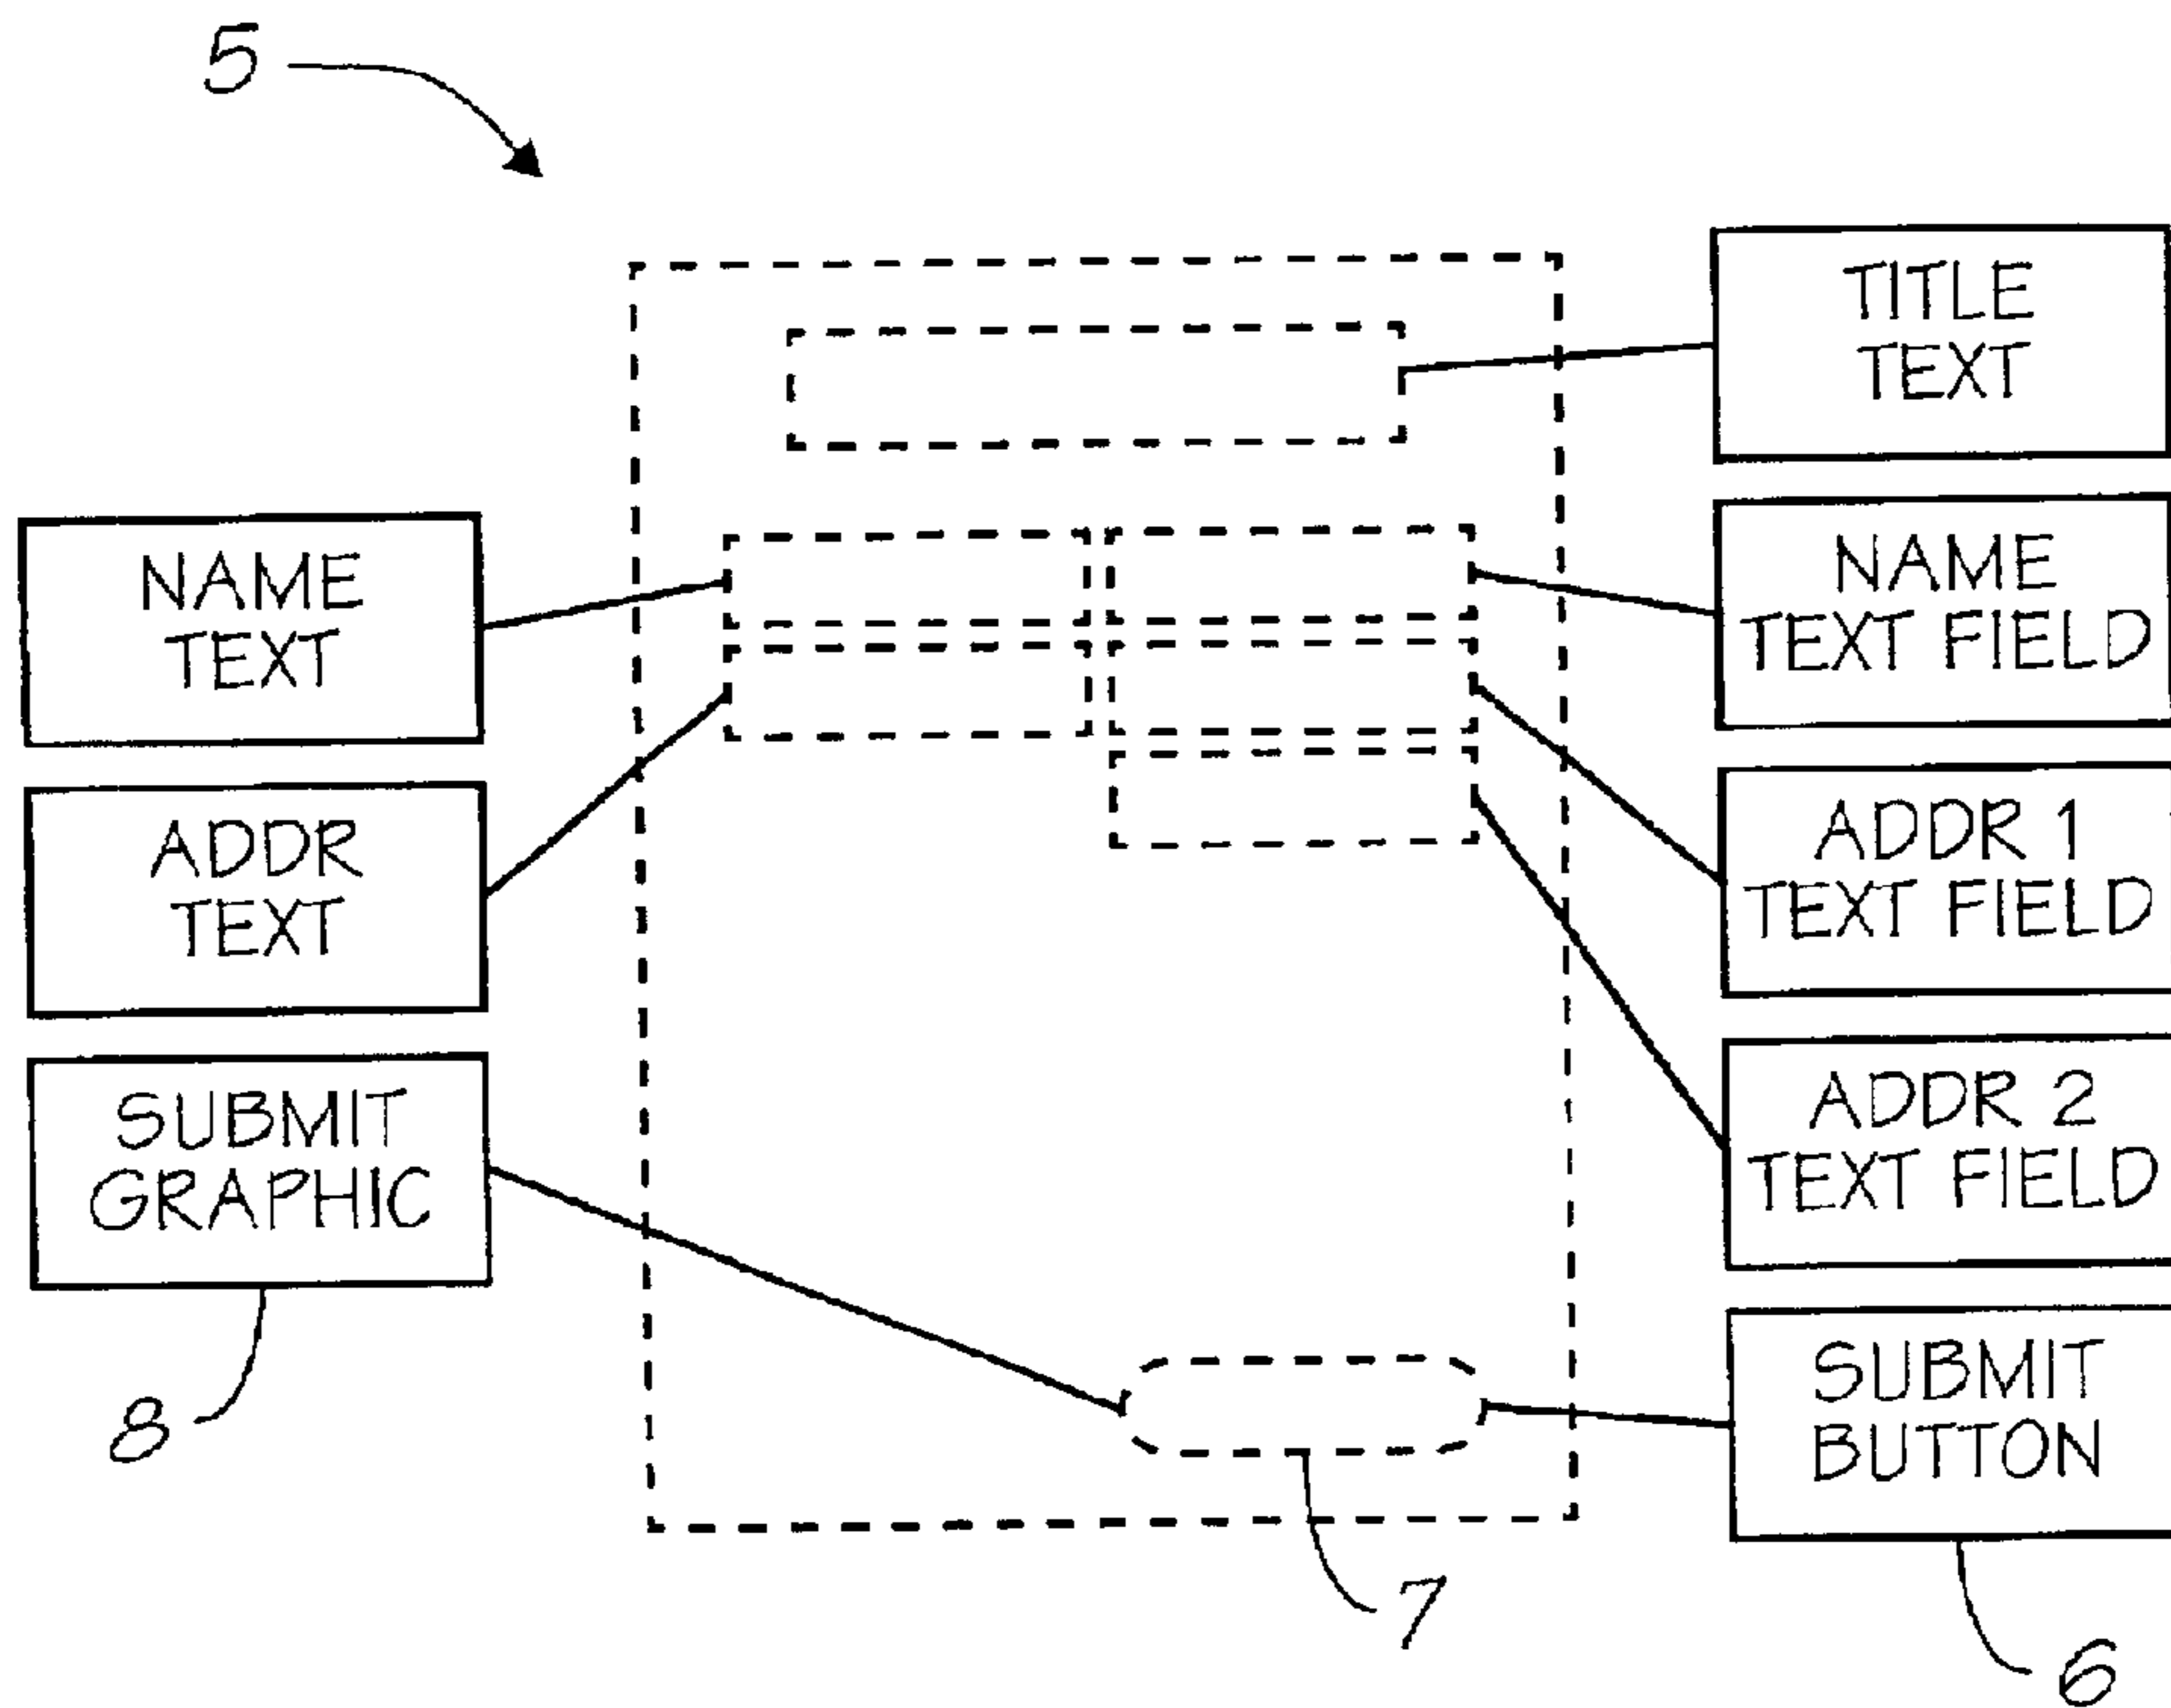 5
TITLE
TEXT
NAME
TEXT
NAME
TEXT FIELD
ADDR
TEXT
ADDR 1
TEXT FIELD
SUBMIT
GRAPHIC
ADDR 2
TEXT FIELD
SUBMIT
BUTTON
8
7
6